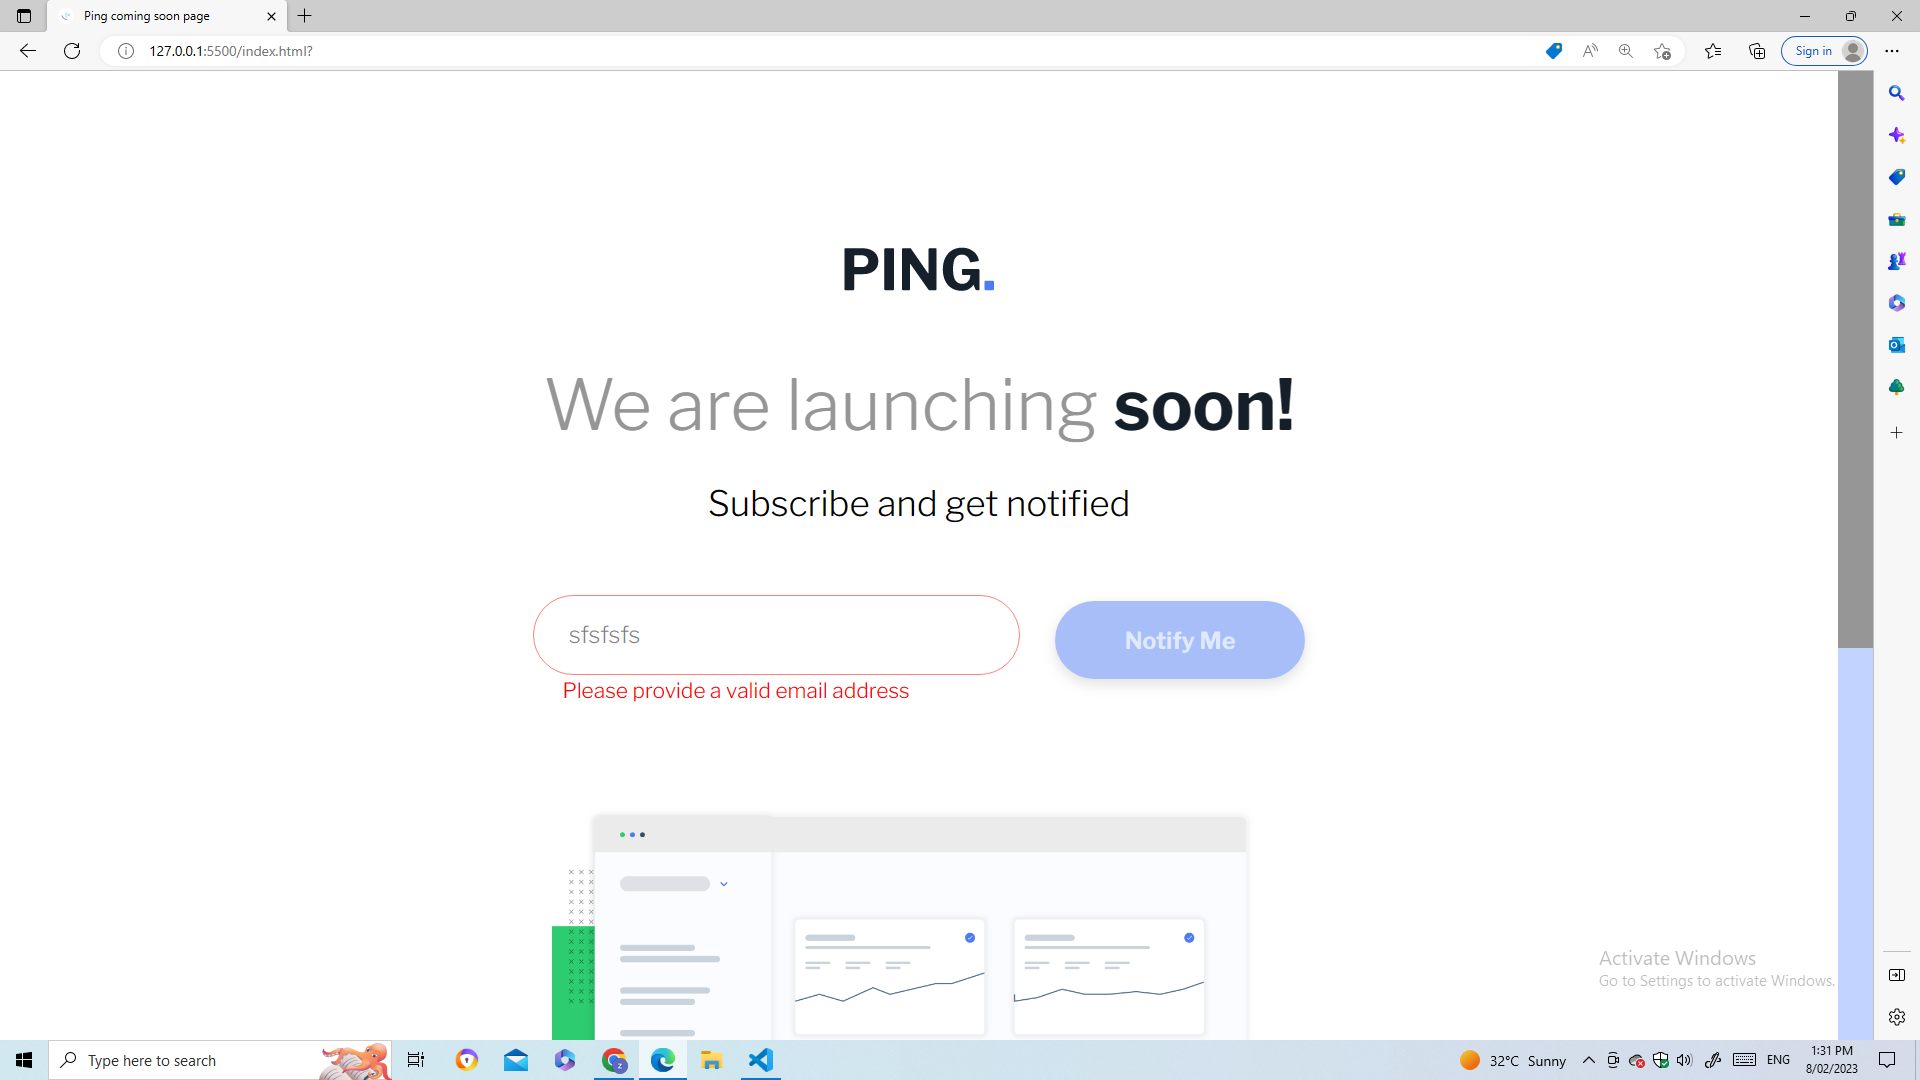 Ping coming soon page
127.0.0.1:5500/index.html?
Sign in
PING.
We are launching soon!
Subscribe and get notified
sfsfsfs
Notify Me
Please provide a valid email address
Activate Windows
Go to Settings to activate Windows.
Type here to search
32°C Sunny
ENG
1:31 PM
8/02/2023